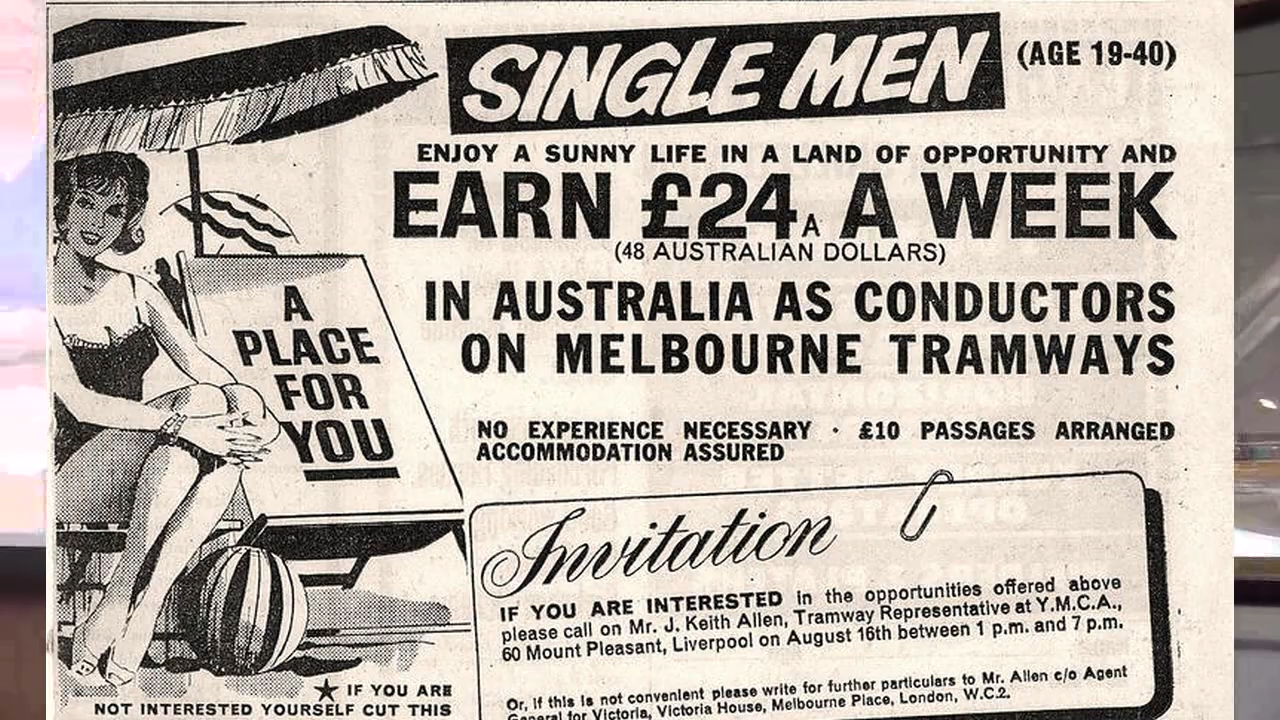 SINGLE MEN (AGE 19-40)
ENJOY A SUNNY LIFE IN A LAND OF OPPORTUNITY AND
EARN £24A A WEEK
(48 AUSTRALIAN DOLLARS)
IN AUSTRALIA AS CONDUCTORS
ON MELBOURNE TRAMWAYS
A
PLACE
FOR
YOU
NO EXPERIENCE NECESSARY · £10 PASSAGES ARRANGED
ACCOMMODATION ASSURED
Invitation
IF YOU ARE INTERESTED in the opportunities offered above
please call on Mr. J. Keith Allen, Tramway Representative at Y.M.C.A.,
60 Mount Pleasant, Liverpool on August 16th between 1 p.m. and 7 p.m.
Or, if this is not convenient please write for further particulars to Mr. Allen c/o Agent
General for Victoria, Victoria House, Melbourne Place, London, W.C.2.
★ IF YOU ARE
NOT INTERESTED YOURSELF CUT THIS